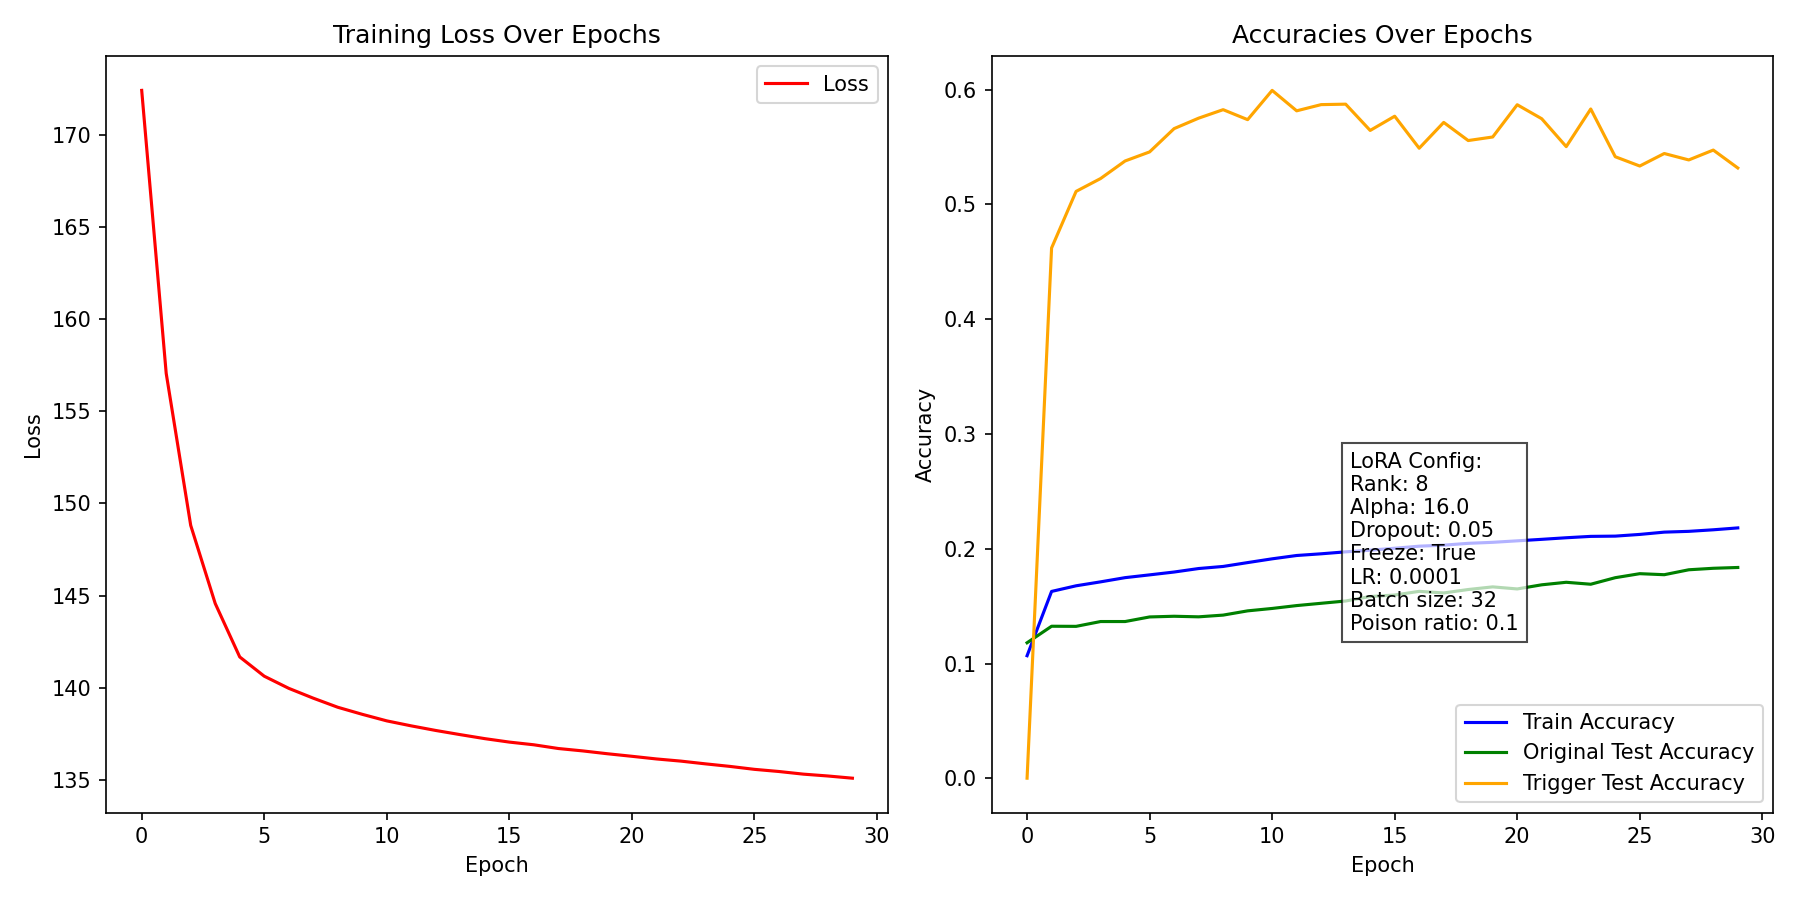 Training Loss Over Epochs
Loss
170
165
160
155
150
145
140
135
Loss
0
5
10
15
20
25
30
Epoch
Accuracies Over Epochs
0.6
0.5
0.4
0.3
0.2
0.1
0.0
Accuracy
LoRA Config:
Rank: 8
Alpha: 16.0
Dropout: 0.05
Freeze: True
LR: 0.0001
Batch size: 32
Poison ratio: 0.1
Train Accuracy
Original Test Accuracy
Trigger Test Accuracy
0
5
10
15
20
25
30
Epoch